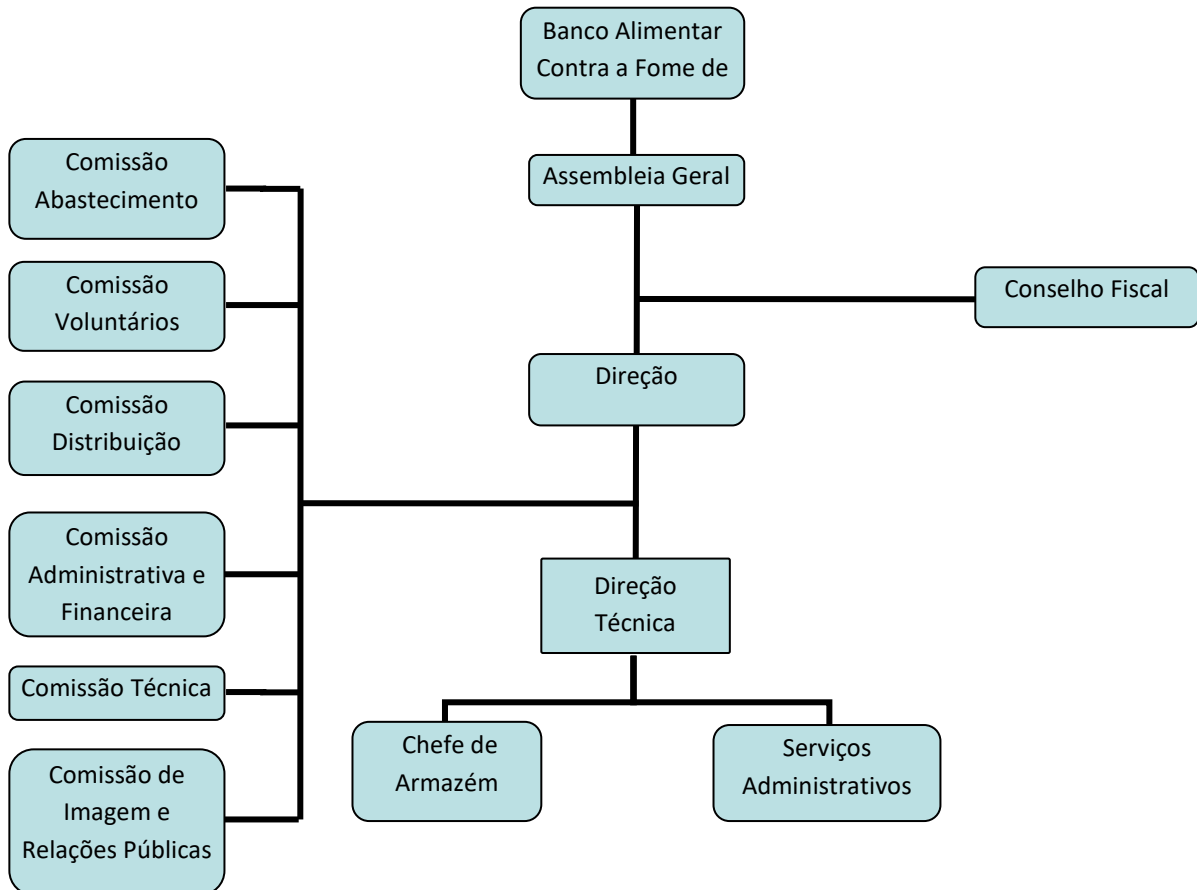 Banco Alimentar
Contra a Fome de
Assembleia Geral
Conselho Fiscal
Direção
Direção
Técnica
Chefe de
Armazém
Serviços
Administrativos
Comissão
Abastecimento
Comissão
Voluntários
Comissão
Distribuição
Comissão
Administrativa e
Financeira
Comissão Técnica
Comissão de
Imagem e
Relações Públicas